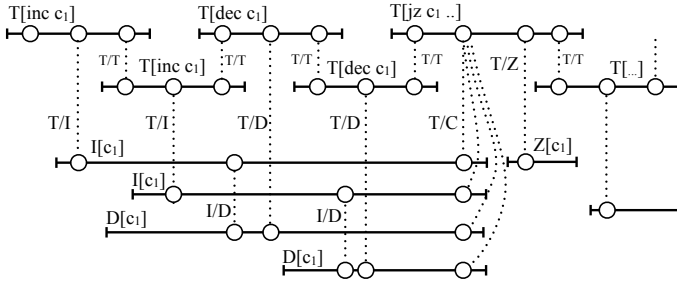 T[inc c₁] T[dec c₁] T[jz c₁ ..]
T/T T/T T/T T/Z T/T
T[inc c₁] T[dec c₁] T[...]
T/I T/I T/D T/D T/C
I[c₁] Z[c₁]
I[c₁]
I/D I/D
D[c₁]
D[c₁]